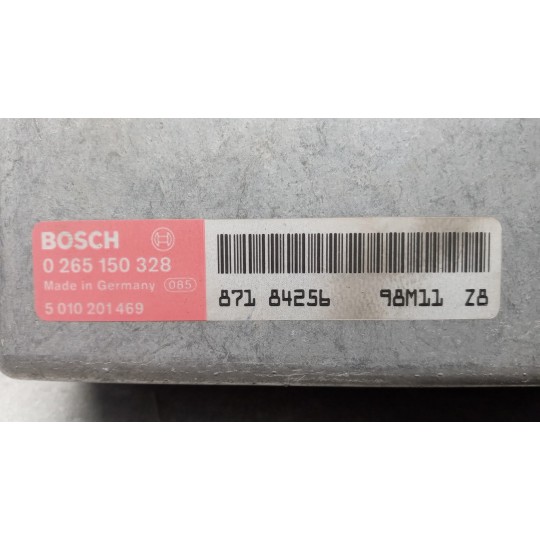 BOSCH
0 265 150 328
Made in Germany (085)
5 010 201 469
871 84256 98M11 Z8